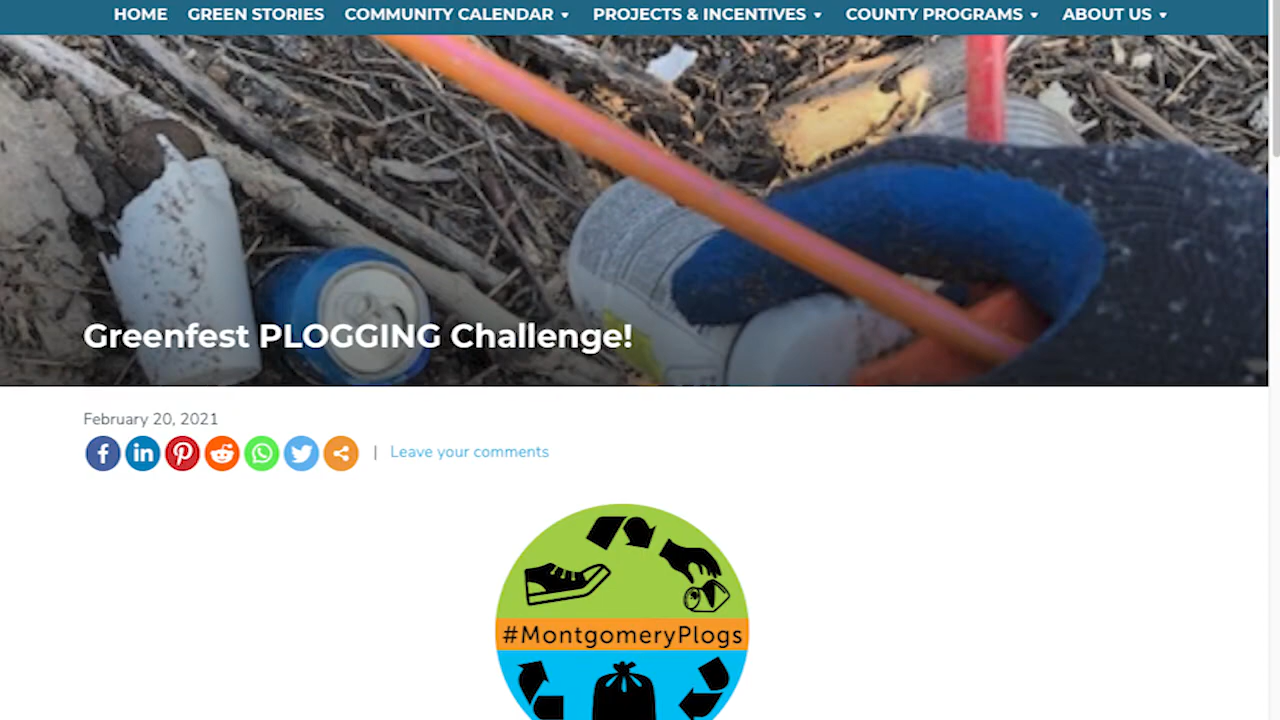 HOME GREEN STORIES COMMUNITY CALENDAR PROJECTS & INCENTIVES COUNTY PROGRAMS ABOUT US
Greenfest PLOGGING Challenge!
February 20, 2021
| Leave your comments
#MontgomeryPlogs